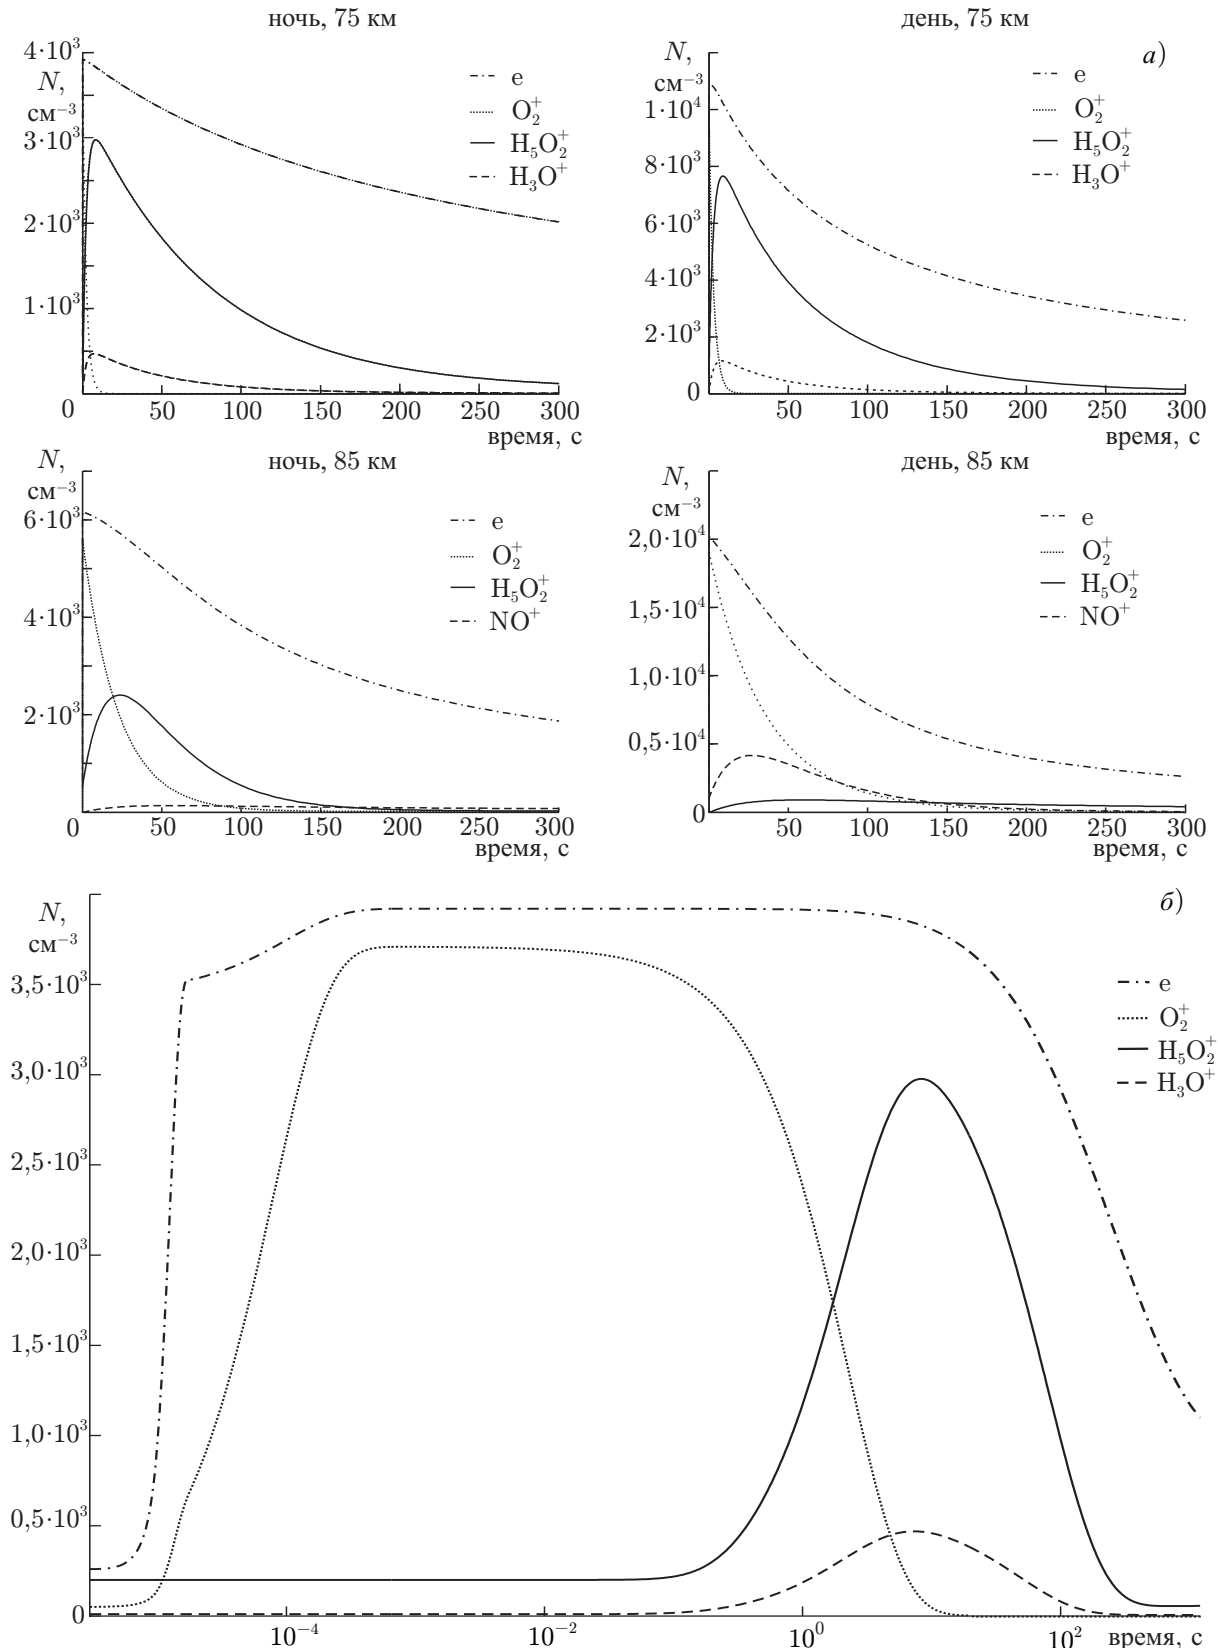 ночь, 75 км
4·10³
N,
см⁻³
3·10³
2·10³
1·10³
0 50 100 150 200 250 300
время, с
e
O₂⁺
H₅O₂⁺
H₃O⁺
день, 75 км
а)
N,
см⁻³
1·10⁴
8·10³
6·10³
4·10³
2·10³
0
50 100 150 200 250 300
время, с
e
O₂⁺
H₅O₂⁺
H₃O⁺
ночь, 85 км
N,
см⁻³
6·10³
4·10³
2·10³
0 50 100 150 200 250 300
время, с
e
O₂⁺
H₅O₂⁺
NO⁺
день, 85 км
N,
см⁻³
2,0·10⁴
1,5·10⁴
1,0·10⁴
0,5·10⁴
0
50 100 150 200 250 300
время, с
e
O₂⁺
H₅O₂⁺
NO⁺
б)
N,
см⁻³
3,5·10³
3,0·10³
2,5·10³
2,0·10³
1,5·10³
1,0·10³
0,5·10³
0
10⁻⁴ 10⁻² 10⁰ 10² время, с
e
O₂⁺
H₅O₂⁺
H₃O⁺